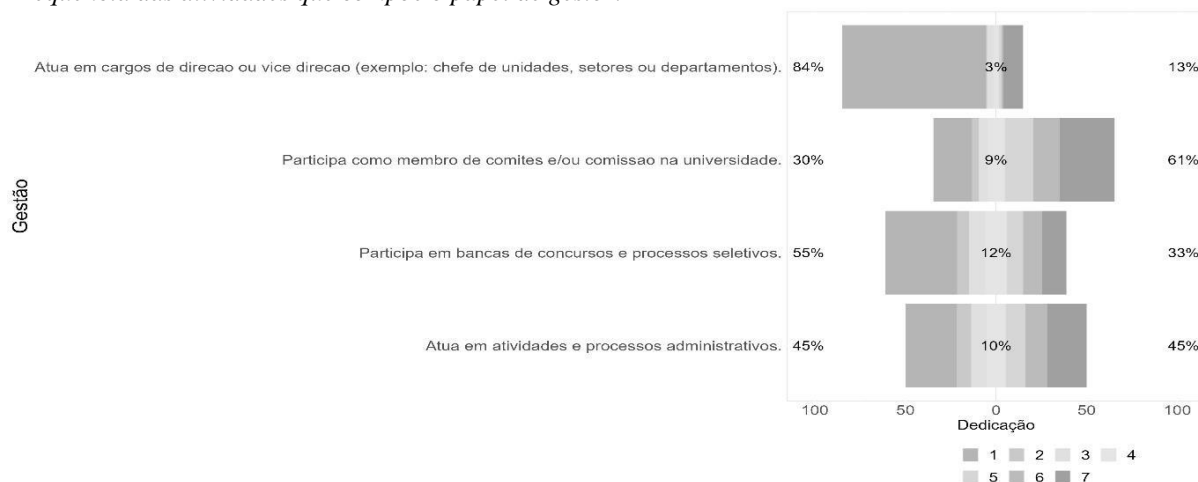 Atua em cargos de direcao ou vice direcao (exemplo: chefe de unidades, setores ou departamentos). 84% 3% 13%
Participa como membro de comites e/ou comissao na universidade. 30% 9% 61%
Gestão
Participa em bancas de concursos e processos seletivos. 55% 12% 33%
Atua em atividades e processos administrativos. 45% 10% 45%
100 50 0 50 100
Dedicação
1 2 3 4
5 6 7